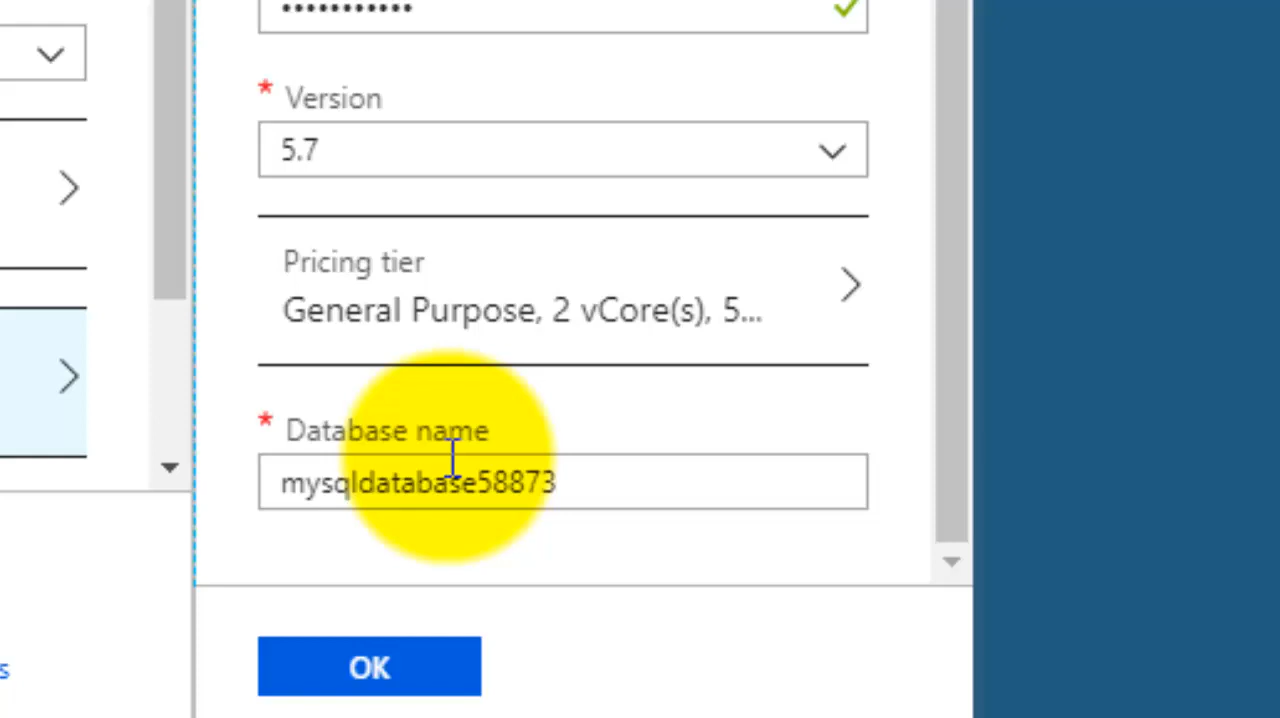 •••••••••••
* Version
5.7
Pricing tier
General Purpose, 2 vCore(s), 5...
* Database name
mysqldatabase58873
OK
s